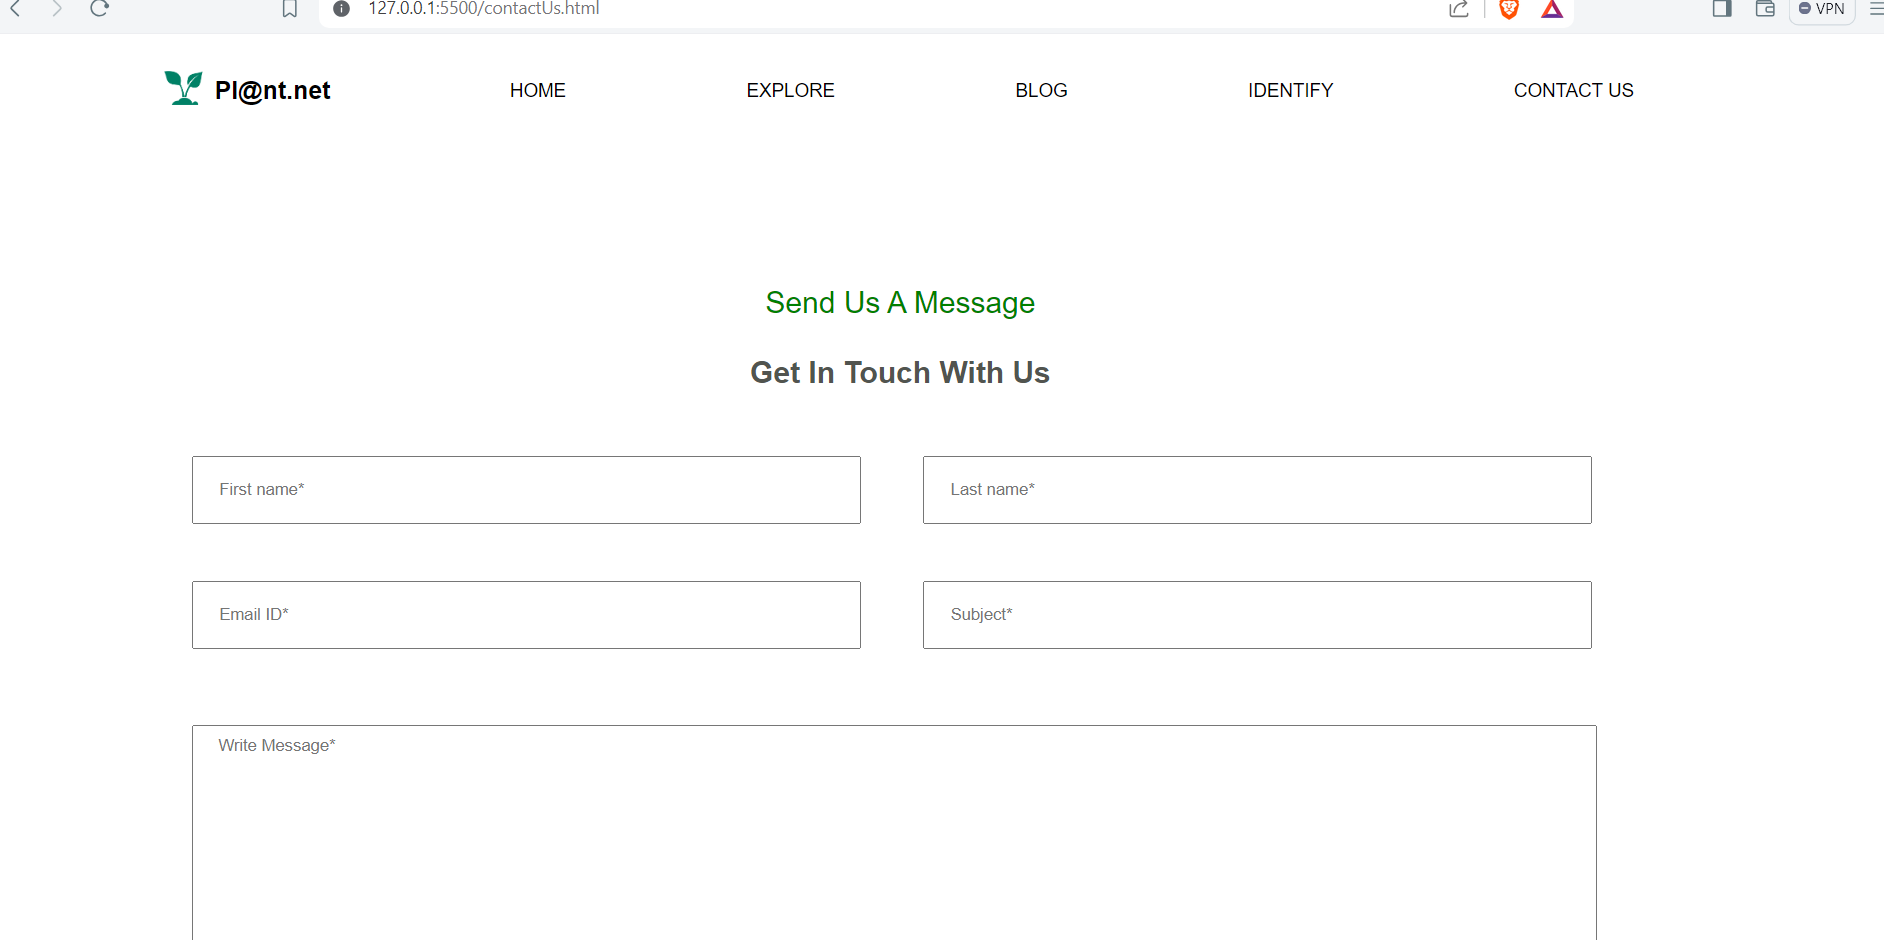 127.0.0.1:5500/contactUs.html
VPN
Pl@nt.net HOME EXPLORE BLOG IDENTIFY CONTACT US
Send Us A Message
Get In Touch With Us
First name* Last name*
Email ID* Subject*
Write Message*